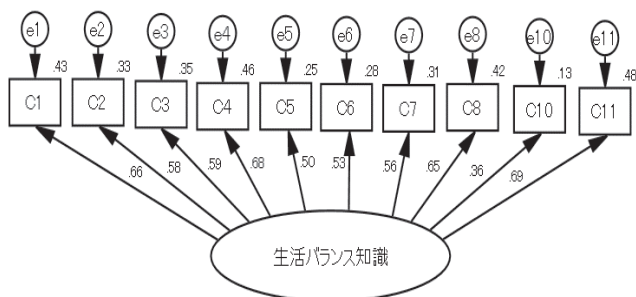 e1 e2 e3 e4 e5 e6 e7 e8 e10 e11
.43 .33 .35 .46 .25 .28 .31 .42 .13 .48
C1 C2 C3 C4 C5 C6 C7 C8 C10 C11
.66 .58 .59 .68 .50 .53 .56 .65 .36 .69
生活バランス知識